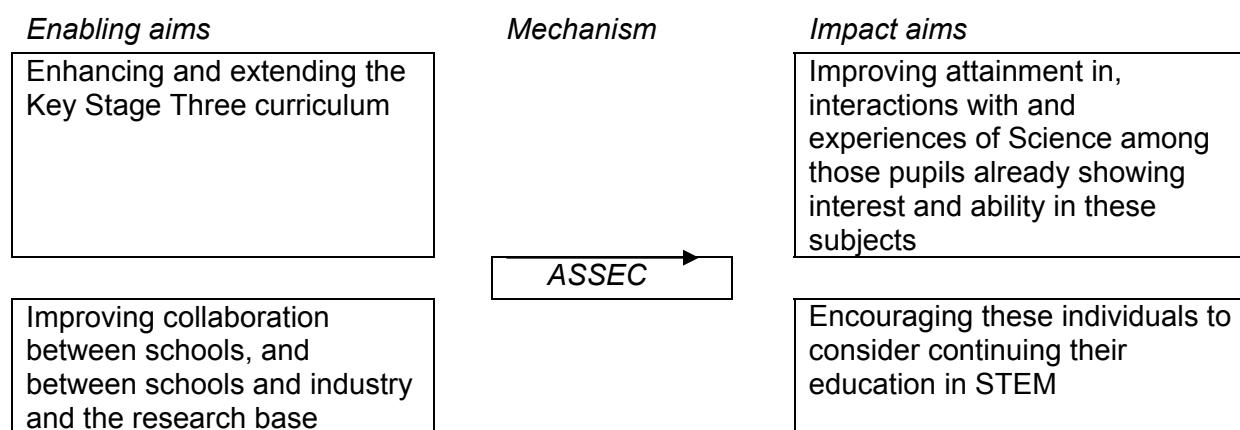 Enabling aims
Mechanism
Impact aims
Enhancing and extending the
Key Stage Three curriculum
Improving attainment in,
interactions with and
experiences of Science among
those pupils already showing
interest and ability in these
subjects
ASSEC
Improving collaboration
between schools, and
between schools and industry
and the research base
Encouraging these individuals to
consider continuing their
education in STEM